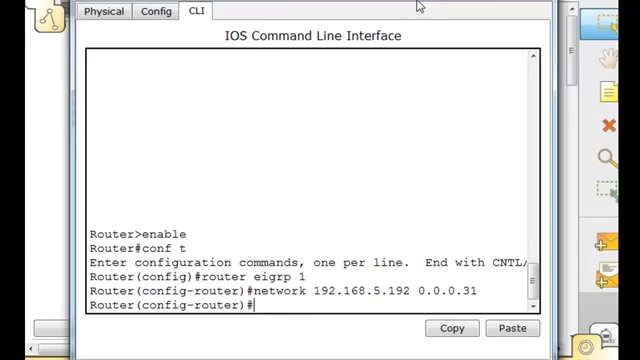 Physical Config CLI
IOS Command Line Interface
Router>enable
Router#conf t
Enter configuration commands, one per line. End with CNTL/
Router(config)#router eigrp 1
Router(config-router)#network 192.168.5.192 0.0.0.31
Router(config-router)#
Copy Paste